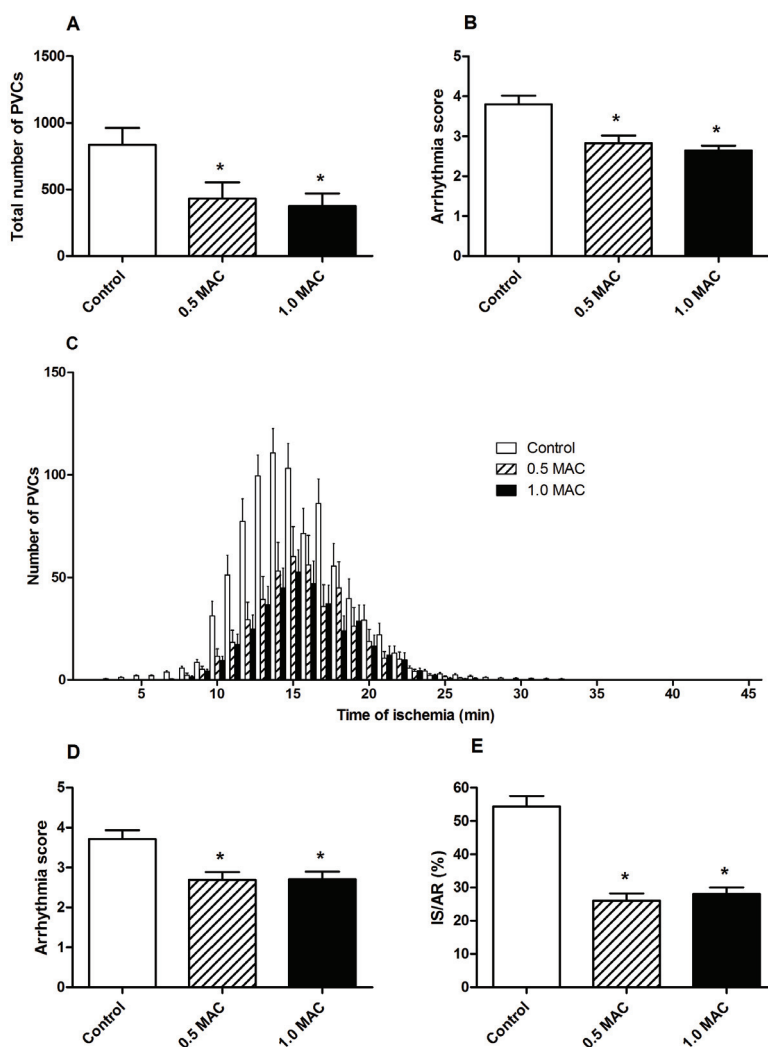 A
B
1500
1000
500
0
Total number of PVCs
*
*
Control
0.5 MAC
1.0 MAC
5
4
3
2
1
0
Arrhythmia score
*
*
Control
0.5 MAC
1.0 MAC
C
150
100
50
0
Number of PVCs
Control
0.5 MAC
1.0 MAC
5 10 15 20 25 30 35 40 45
Time of ischemia (min)
D
E
5
4
3
2
1
0
Arrhythmia score
*
*
Control
0.5 MAC
1.0 MAC
60
50
40
30
20
10
0
IS/AR (%)
*
*
Control
0.5 MAC
1.0 MAC